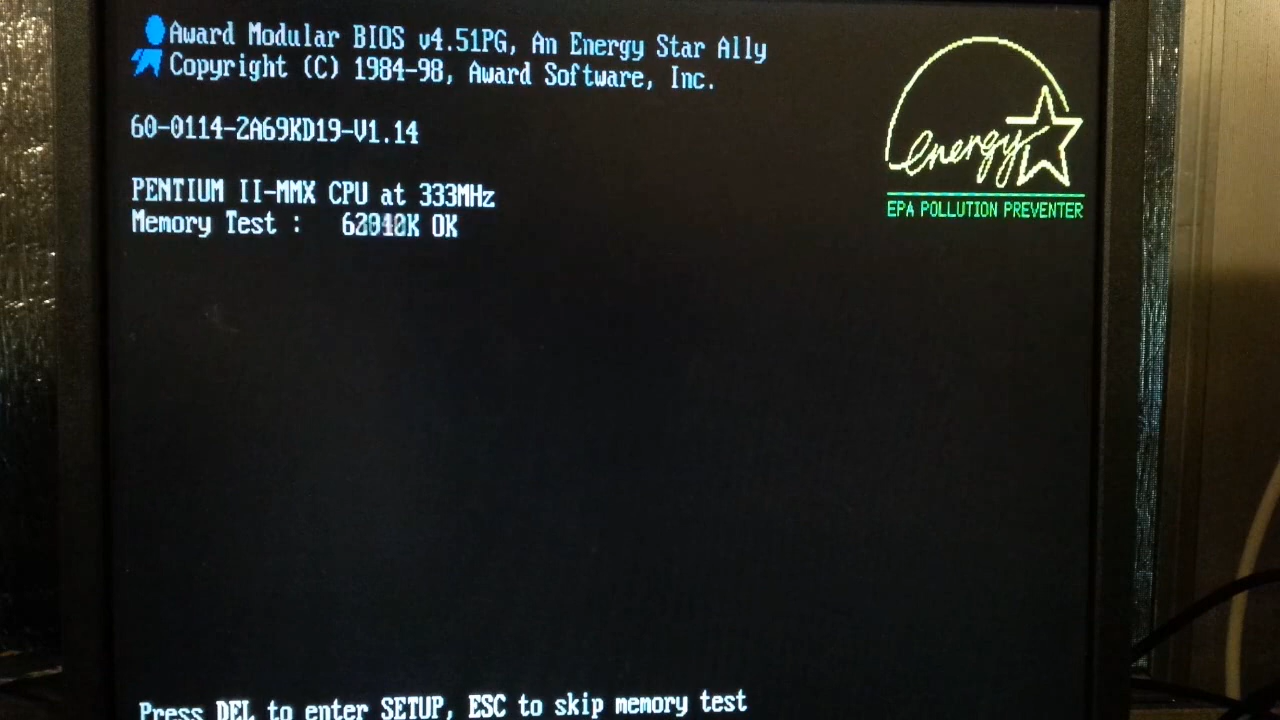 Award Modular BIOS v4.51PG, An Energy Star Ally
Copyright (C) 1984-98, Award Software, Inc.
energy
EPA POLLUTION PREVENTER
60-0114-2A69KD19-V1.14
PENTIUM II-MMX CPU at 333MHz
Memory Test : OK
Press DEL to enter SETUP, ESC to skip memory test